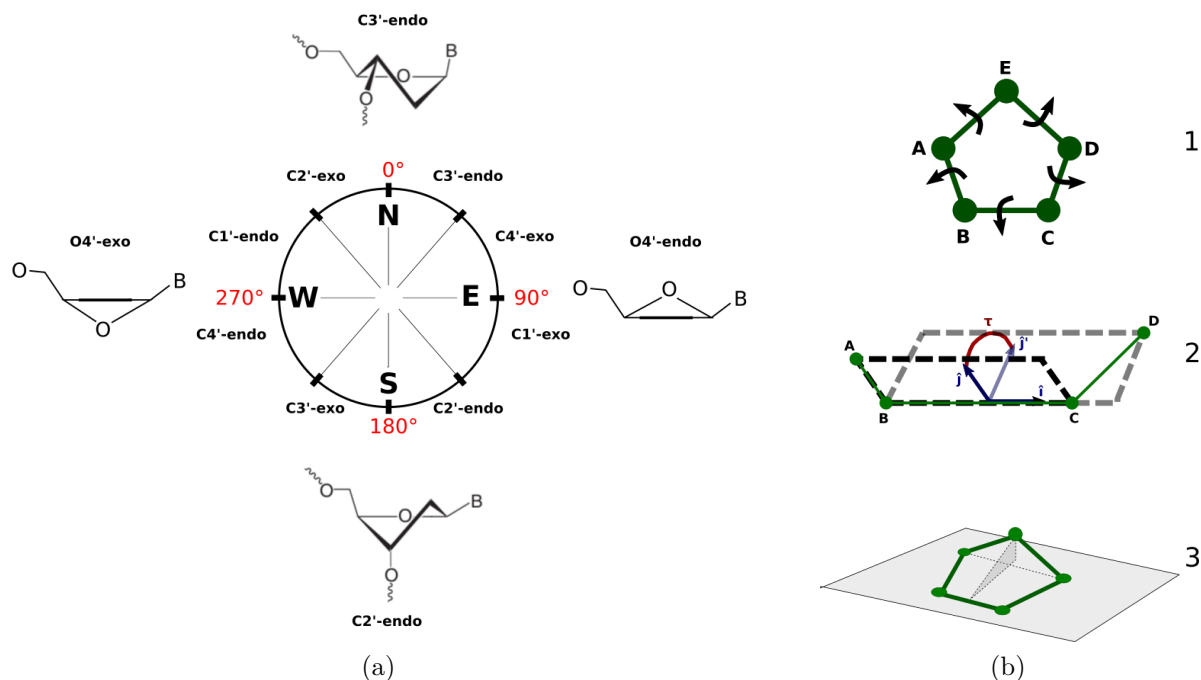 C3'-endo
O
B
O
O
0°
C2'-exo
C3'-endo
N
C1'-endo
C4'-exo
O4'-exo
O4'-endo
O
B
O
270°
W
E
90°
O
O
B
C4'-endo
C1'-exo
S
C3'-exo
C2'-endo
180°
O
O
B
O
C2'-endo
(a)
E
A
D
B
C
1
τ
D
A
ĵ'
ĵ
î
B
C
2
3
(b)